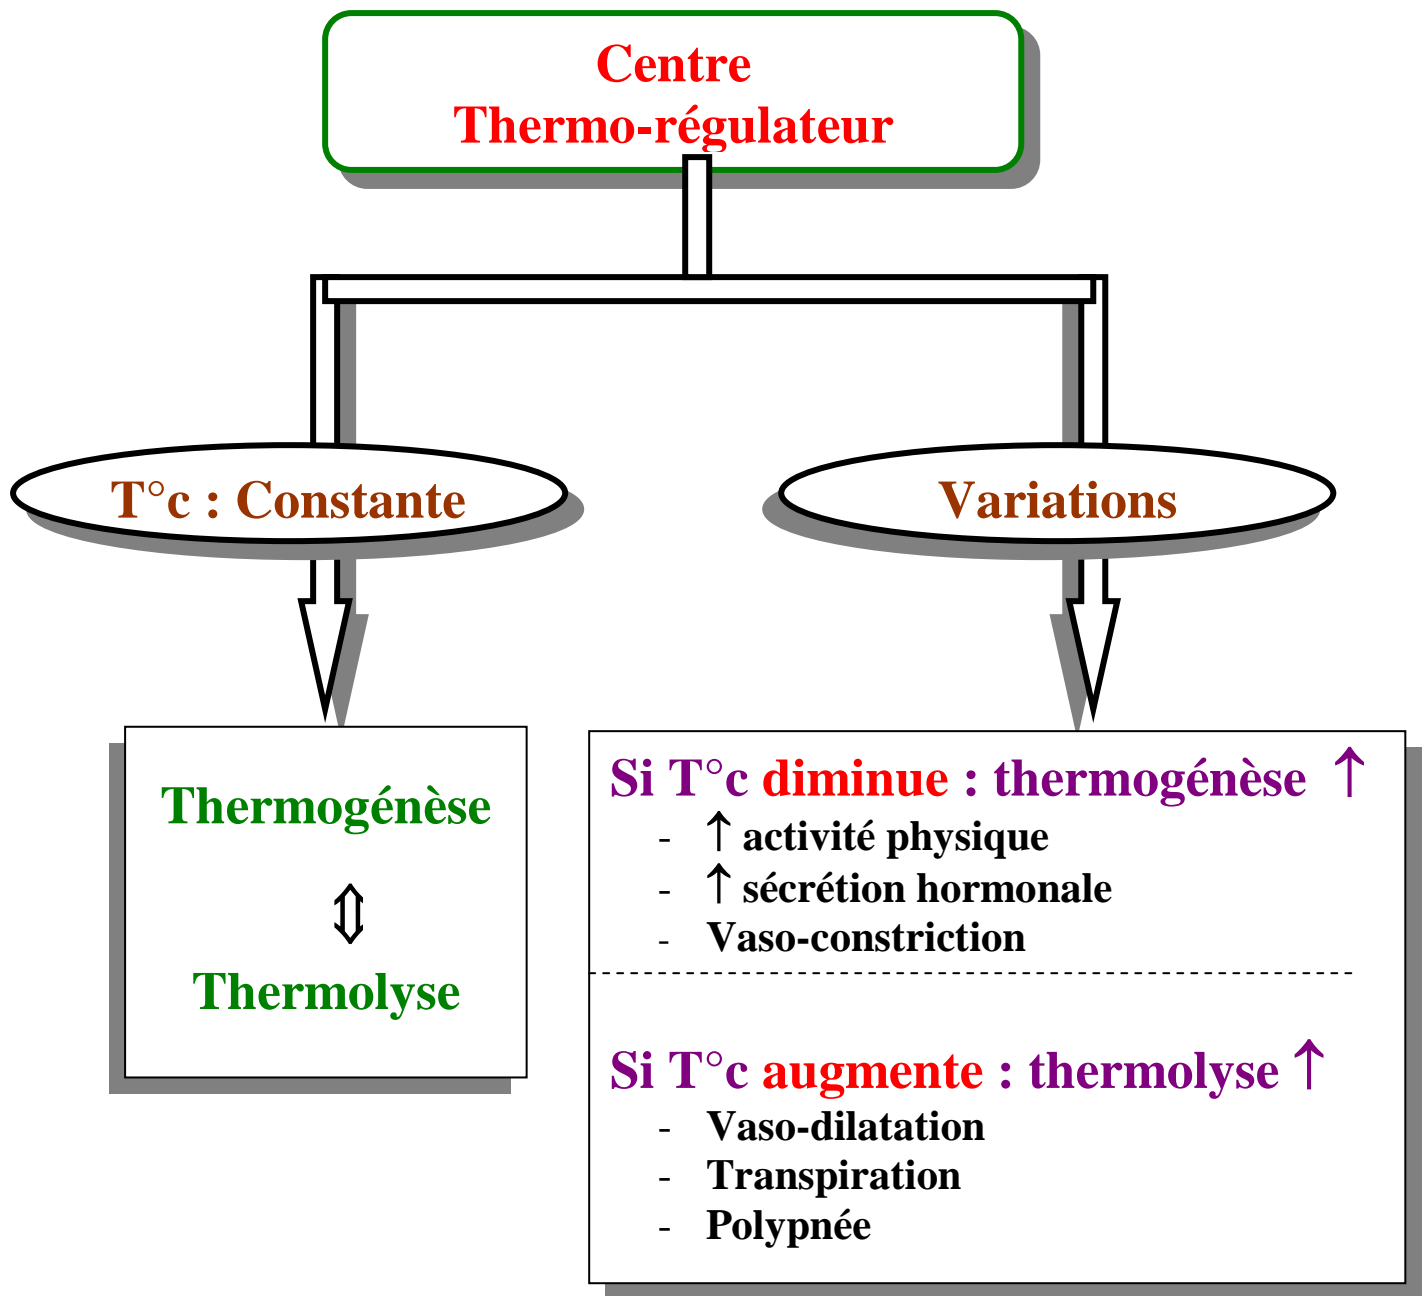 Centre
Thermo-régulateur
T°c : Constante
Variations
Thermogénèse
⇕
Thermolyse
Si T°c diminue : thermogénèse ↑
- ↑ activité physique
- ↑ sécrétion hormonale
- Vaso-constriction
Si T°c augmente : thermolyse ↑
- Vaso-dilatation
- Transpiration
- Polypnée